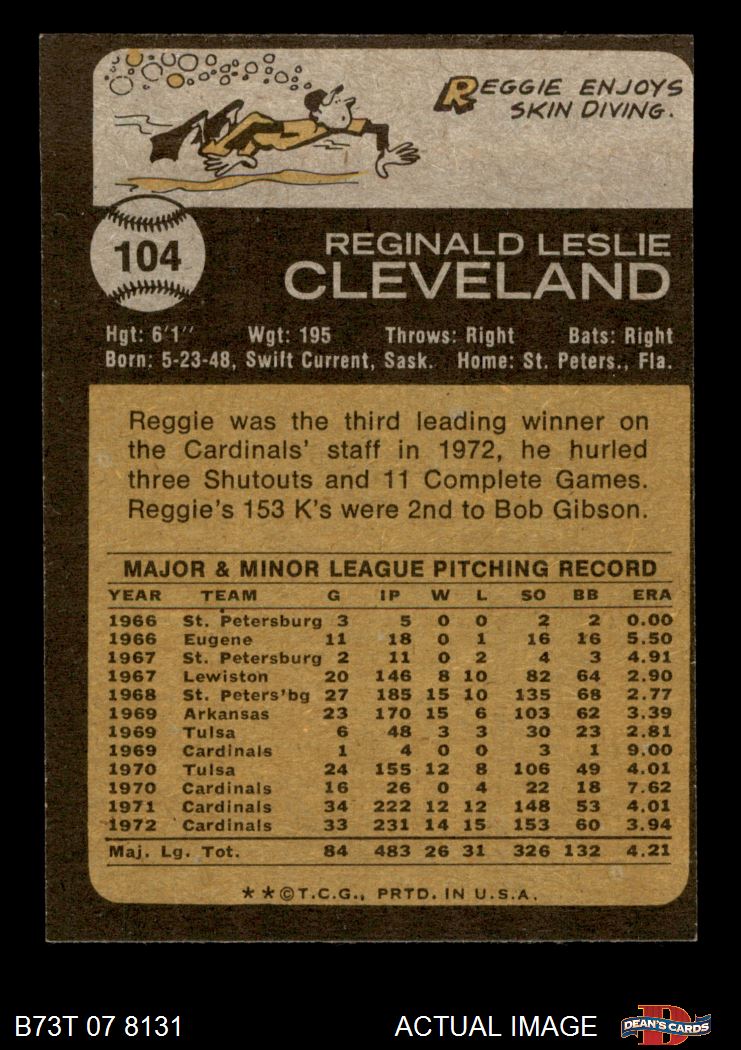 REGGIE ENJOYS
SKIN DIVING.
104
REGINALD LESLIE
CLEVELAND
Hgt: 6'1" Wgt: 195 Throws: Right Bats: Right
Born: 5-23-48, Swift Current, Sask. Home: St. Peters., Fla.
Reggie was the third leading winner on
the Cardinals' staff in 1972, he hurled
three Shutouts and 11 Complete Games.
Reggie's 153 K's were 2nd to Bob Gibson.
MAJOR & MINOR LEAGUE PITCHING RECORD
YEAR TEAM G IP W L SO BB ERA
1966 St. Petersburg 3 5 0 0 2 2 0.00
1966 Eugene 11 18 0 1 16 16 5.50
1967 St. Petersburg 2 11 0 2 4 3 4.91
1967 Lewiston 20 146 8 10 82 64 2.90
1968 St. Peters'bg 27 185 15 10 135 68 2.77
1969 Arkansas 23 170 15 6 103 62 3.39
1969 Tulsa 6 48 3 3 30 23 2.81
1969 Cardinals 1 4 0 0 3 1 9.00
1970 Tulsa 24 155 12 8 106 49 4.01
1970 Cardinals 16 26 0 4 22 18 7.62
1971 Cardinals 34 222 12 12 148 53 4.01
1972 Cardinals 33 231 14 15 153 60 3.94
Maj. Lg. Tot. 84 483 26 31 326 132 4.21
**©T.C.G., PRTD. IN U.S.A.
B73T 07 8131 ACTUAL IMAGE D DEAN'S CARDS